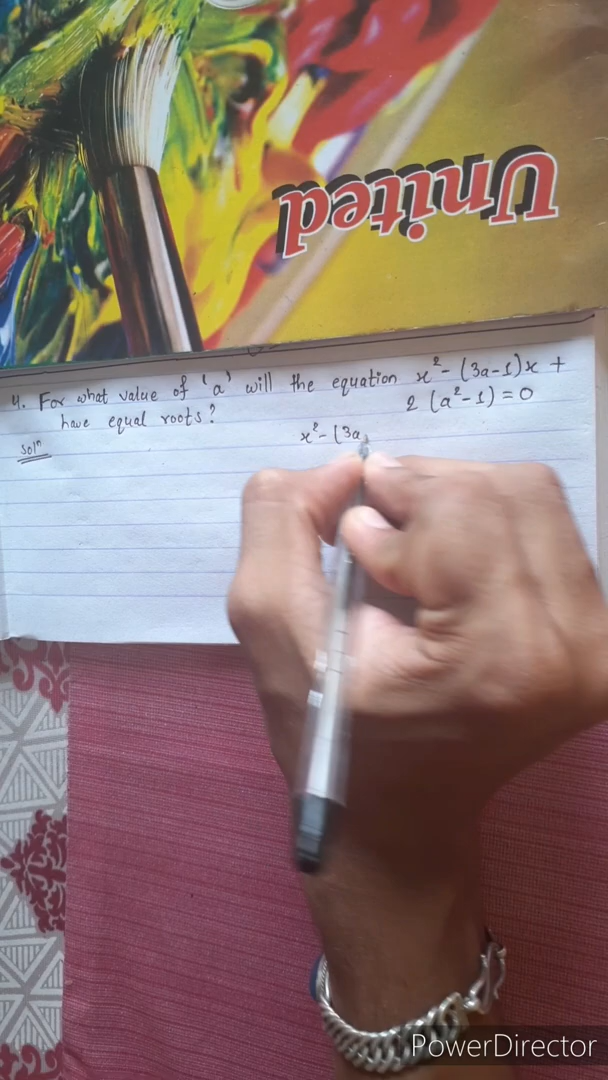 United
4. For what value of 'a' will the equation x² - (3a-1)x +
2 (a²-1) = 0
have equal roots?
Solⁿ
x² - (3a
PowerDirector